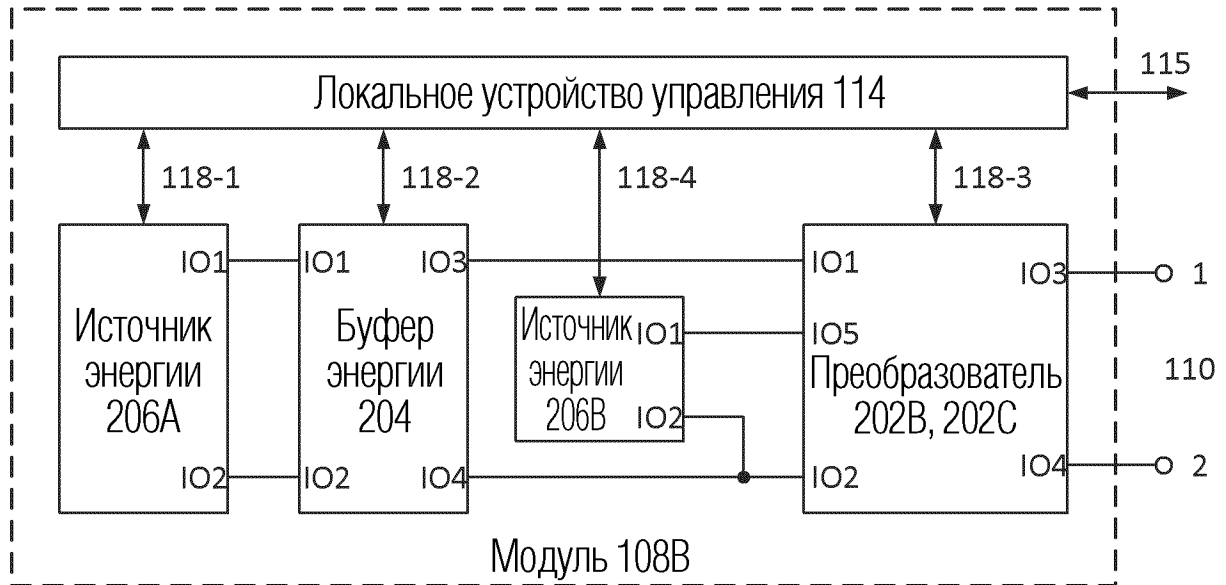 Локальное устройство управления 114
115
118-1
118-2
118-4
118-3
IO1
IO1
IO3
IO1
IO3
1
Источник
энергии
206A
Буфер
энергии
204
Источник
энергии
206B
IO1
IO2
IO5
Преобразователь
202B, 202C
110
IO2
IO2
IO4
IO2
IO4
2
Модуль 108B